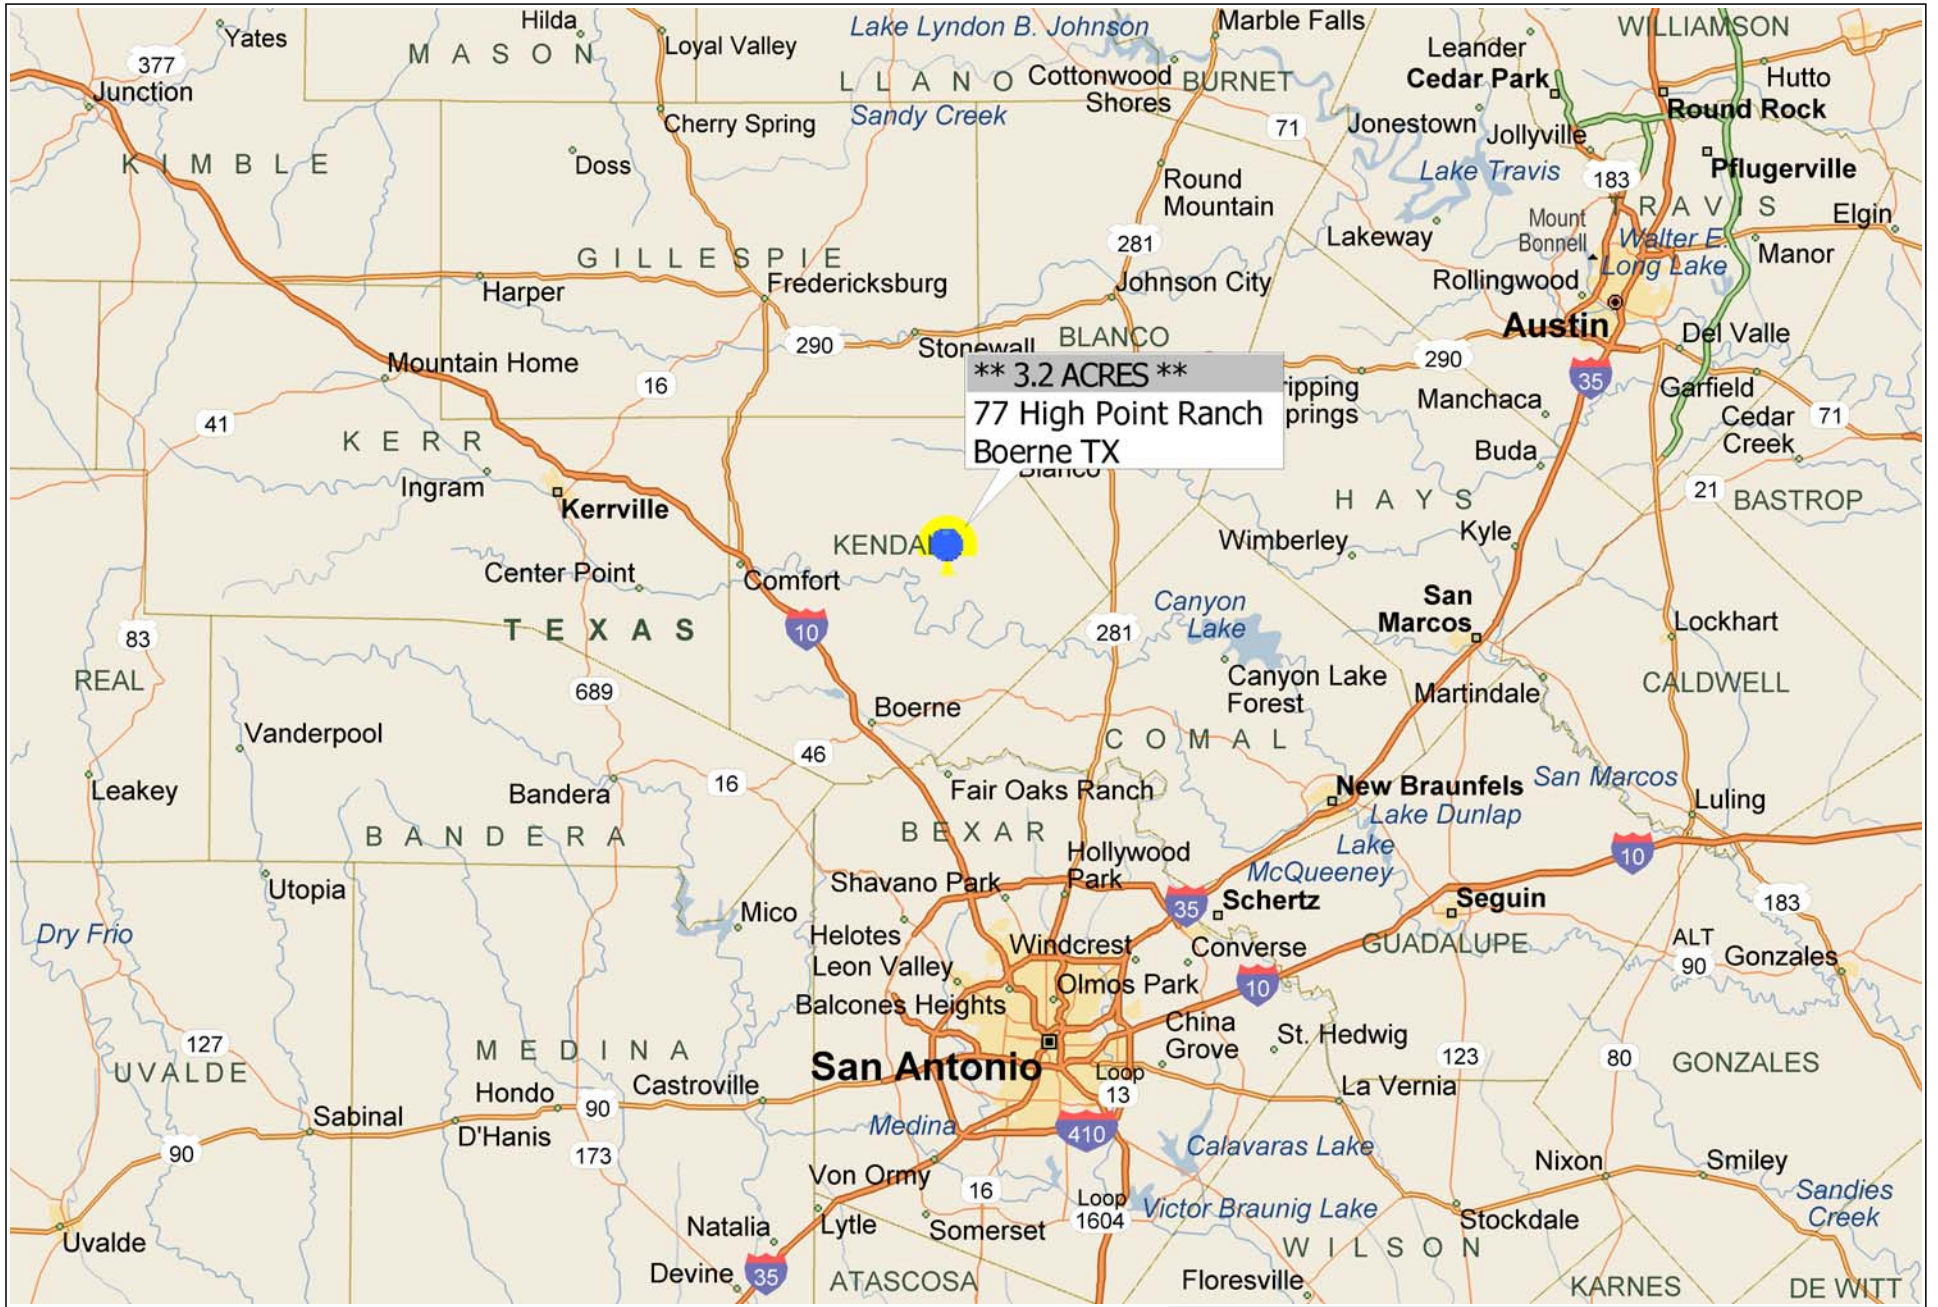 Hilda
Yates
Loyal Valley
Lake Lyndon B. Johnson
Marble Falls
WILLIAMSON
Leander
377
MASON
LLANO
Cottonwood
Shores
BURNET
Cedar Park
Hutto
Junction
Round Rock
Cherry Spring
Sandy Creek
71
Jonestown
Jollyville
KIMBLE
Doss
Round
Mountain
Lake Travis
183
Pflugerville
TRAVIS
Mount
Bonnell
Elgin
Lakeway
281
Walter E.
Long Lake
Manor
GILLESPIE
Harper
Fredericksburg
Johnson City
Rollingwood
Austin
Del Valle
290
Stonewall
BLANCO
290
35
Mountain Home
16
** 3.2 ACRES **
77 High Point Ranch
Boerne TX
ripping
prings
Manchaca
Garfield
Cedar
Creek
71
41
KERR
Buda
Ingram
Blanco
Kerrville
HAYS
21
BASTROP
KENDAL
Wimberley
Kyle
Center Point
Comfort
TEXAS
10
Canyon
Lake
281
San
Marcos
Lockhart
83
REAL
689
Canyon Lake
Forest
Martindale
CALDWELL
Boerne
Vanderpool
46
COMAL
Leakey
Bandera
16
Fair Oaks Ranch
New Braunfels
San Marcos
Luling
Lake Dunlap
BANDERA
BEXAR
Lake
McQueeney
10
Hollywood
Park
Utopia
Shavano Park
35
Schertz
Seguin
183
Mico
Dry Frio
Helotes
Windcrest
Converse
GUADALUPE
ALT
90
Gonzales
Leon Valley
Olmos Park
10
Balcones Heights
China
Grove
St. Hedwig
127
MEDINA
123
80
GONZALES
UVALDE
San Antonio
Loop
13
La Vernia
Hondo
90
Castroville
Sabinal
D'Hanis
Medina
410
Calavaras Lake
90
173
Von Ormy
16
Nixon
Smiley
Loop
1604
Victor Braunig Lake
Sandies
Creek
Uvalde
Natalia
Lytle
Somerset
Stockdale
WILSON
Devine
35
ATASCOSA
Floresville
KARNES
DE WITT